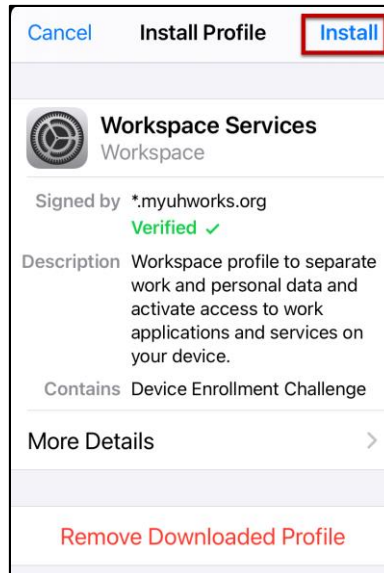 Cancel Install Profile Install
Workspace Services
Workspace
Signed by *.myuhworks.org
Verified ✓
Description Workspace profile to separate
work and personal data and
activate access to work
applications and services on
your device.
Contains Device Enrollment Challenge
More Details
Remove Downloaded Profile